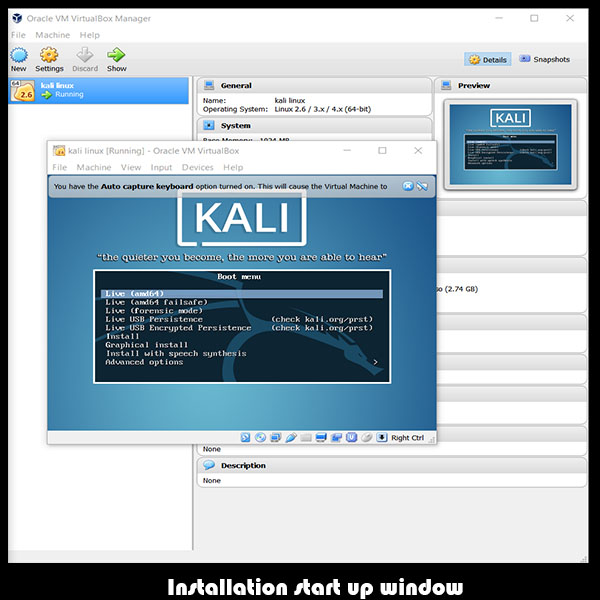 Oracle VM VirtualBox Manager
File Machine Help
New Settings Discard Show
Details Snapshots
64
2.6
kali linux
Running
General
Name: kali linux
Operating System: Linux 2.6 / 3.x / 4.x (64-bit)
System
Preview
KALI
kali linux [Running] - Oracle VM VirtualBox
File Machine View Input Devices Help
You have the Auto capture keyboard option turned on. This will cause the Virtual Machine to
KALI
"the quieter you become, the more you are able to hear"
Boot menu
Live (amd64)
Live (amd64 failsafe)
Live (forensic mode)
Live USB Persistence (check kali.org/prst)
Live USB Encrypted Persistence (check kali.org/prst)
Install
Graphical install
Install with speech synthesis
Advanced options >
Right Ctrl
(2.74 GB)
None
Description
None
Installation start up window